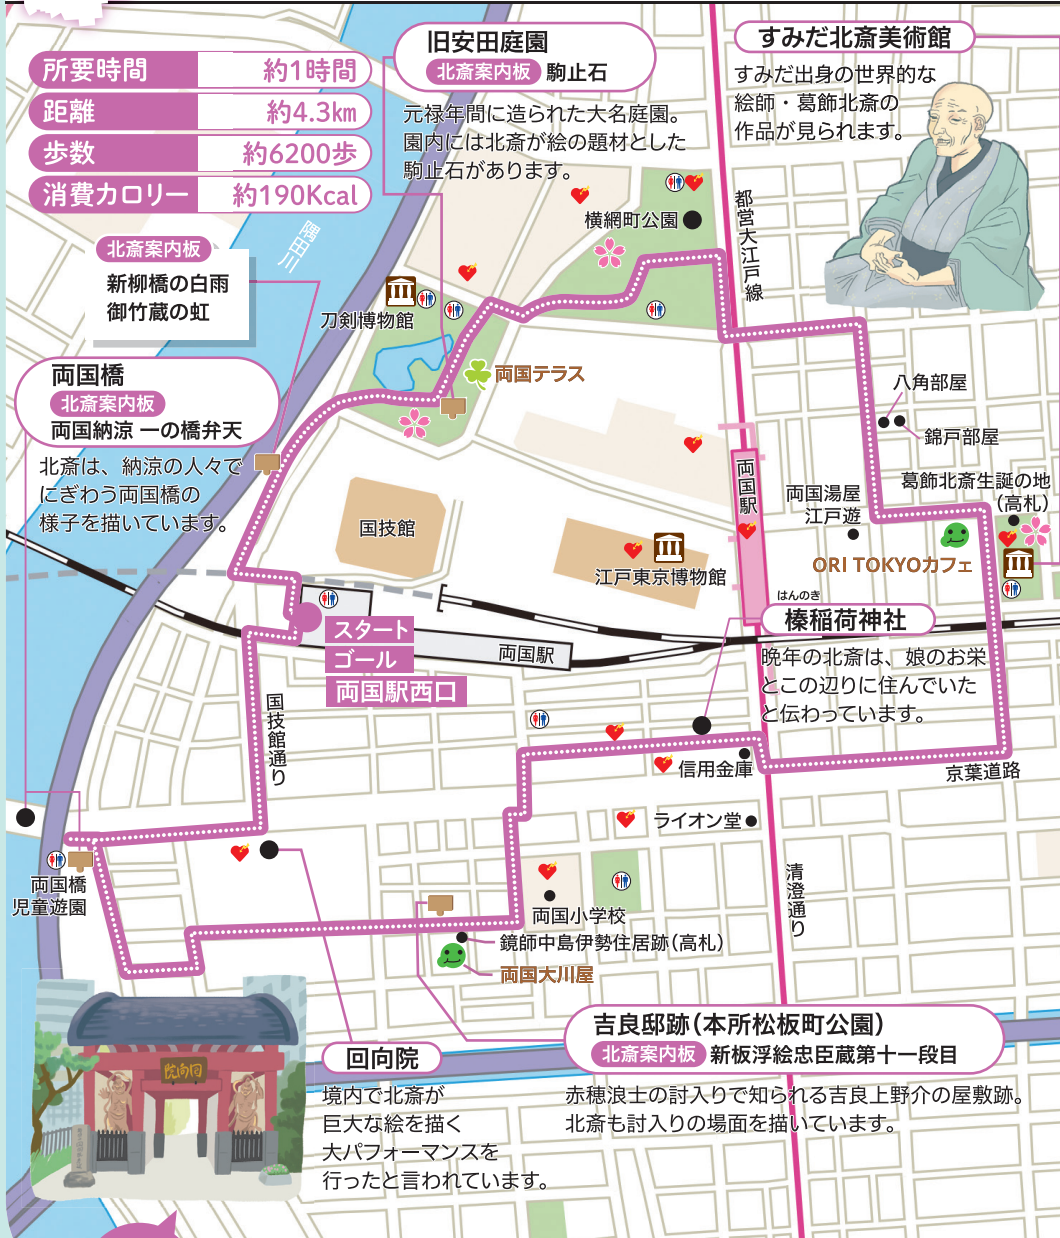 所要時間 約1時間
距離 約4.3km
歩数 約6200歩
消費カロリー 約190Kcal
旧安田庭園
北斎案内板 駒止石
元禄年間に造られた大名庭園。
園内には北斎が絵の題材とした
駒止石があります。
すみだ北斎美術館
すみだ出身の世界的な
絵師・葛飾北斎の
作品が見られます。
北斎案内板
新柳橋の白雨
御竹蔵の虹
隅田川
横網町公園
都営大江戸線
刀剣博物館
両国テラス
両国橋
北斎案内板
両国納涼 一の橋弁天
北斎は、納涼の人々で
にぎわう両国橋の
様子を描いています。
八角部屋
錦戸部屋
両国駅
両国湯屋
江戸遊
葛飾北斎生誕の地
(高札)
国技館
江戸東京博物館
ORI TOKYOカフェ
スタート
ゴール
両国駅西口
両国駅
はんのき
榛稲荷神社
晩年の北斎は、娘のお栄
とこの辺りに住んでいた
と伝わっています。
国技館通り
信用金庫
京葉道路
ライオン堂
両国橋
児童遊園
両国小学校
清澄通り
鏡師中島伊勢住居跡(高札)
両国大川屋
回向院
回向院
境内で北斎が
巨大な絵を描く
大パフォーマンスを
行ったと言われています。
吉良邸跡(本所松板町公園)
北斎案内板 新板浮絵忠臣蔵第十一段目
赤穂浪士の討入りで知られる吉良上野介の屋敷跡。
北斎も討入りの場面を描いています。